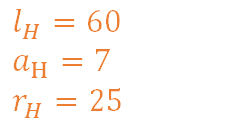 l_H = 60
a_H = 7
r_H = 25